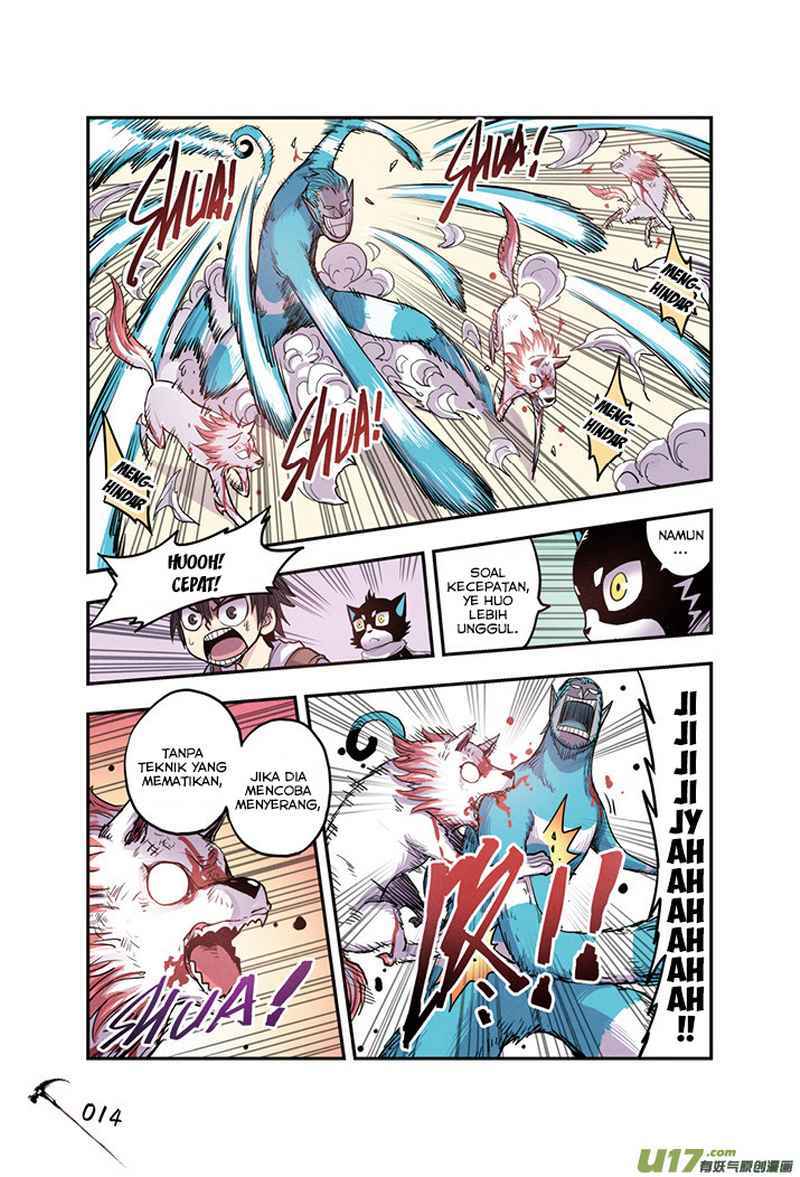 SHUA!
SHUA!
MENG-
HINDAR
MENG-
HINDAR
SHUA!
MENG-
HINDAR
HUOOH!
CEPAT!
SOAL
KECEPATAN,
YE HUO
LEBIH
UNGGUL.
NAMUN
...
TANPA
TEKNIK YANG
MEMATIKAN,
JIKA DIA
MENCOBA
MENYERANG,
SHUA!
JI
JI
JI
JI
JY
AH
AH
AH
AH
AH
AH
!!
!!
014
U17.com
有妖气原创漫画